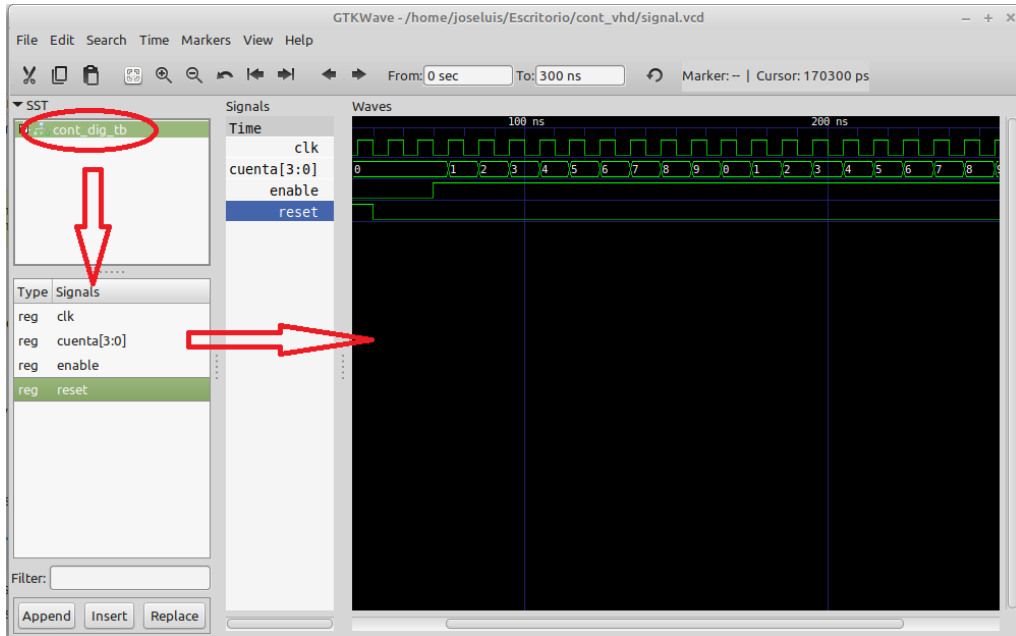 GTKWave - /home/joseluis/Escritorio/cont_vhd/signal.vcd
File Edit Search Time Markers View Help
From: 0 sec To: 300 ns Marker: -- | Cursor: 170300 ps
SST
cont_dig_tb
Type Signals
reg clk
reg cuenta[3:0]
reg enable
reg reset
Filter:
Append Insert Replace
Signals
Time
clk
cuenta[3:0]
enable
reset
Waves
100 ns 200 ns
0 1 2 3 4 5 6 7 8 9 0 1 2 3 4 5 6 7 8